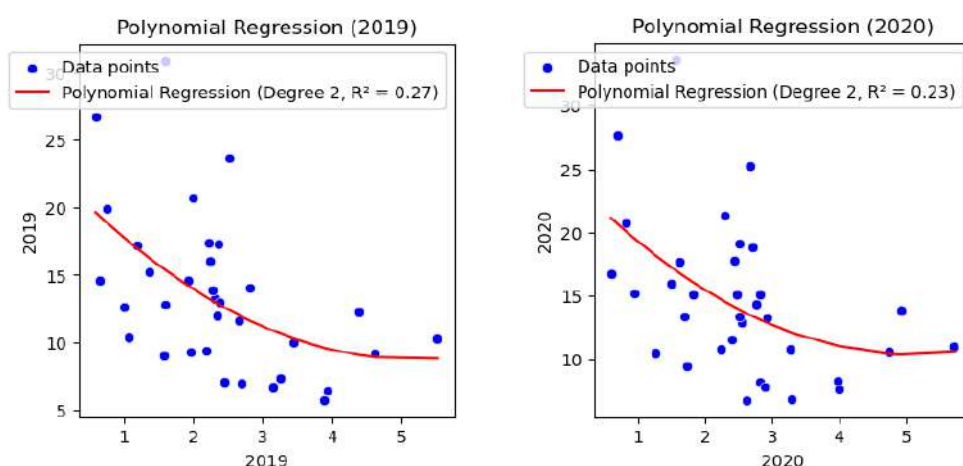 Polynomial Regression (2019)
Data points
Polynomial Regression (Degree 2, R² = 0.27)
30
25
20
15
10
5
2019
1 2 3 4 5
2019
Polynomial Regression (2020)
Data points
Polynomial Regression (Degree 2, R² = 0.23)
30
25
20
15
10
2020
1 2 3 4 5
2020